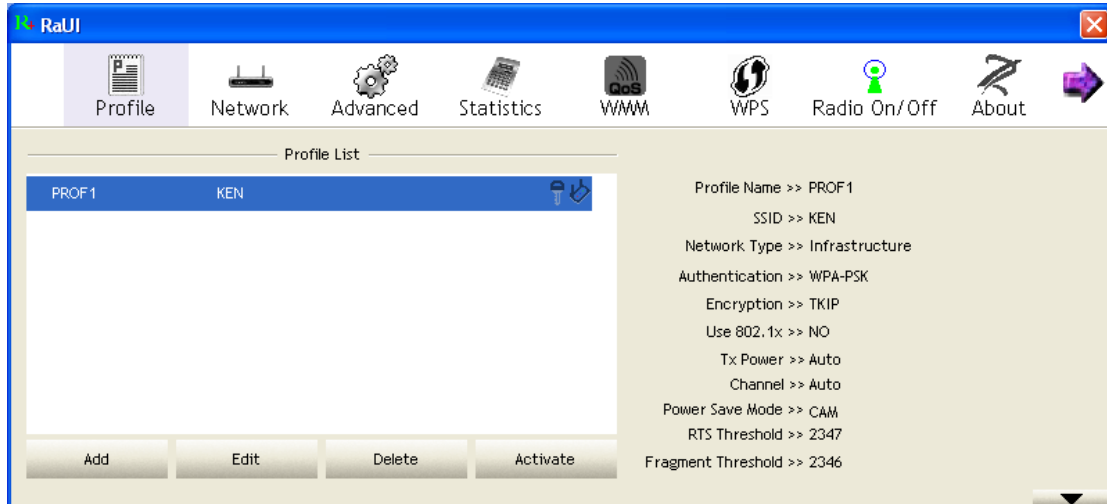 RaUI
Profile Network Advanced Statistics QoS WMM WPS Radio On/Off About
Profile List
PROF1 KEN
Add Edit Delete Activate
Profile Name >> PROF1
SSID >> KEN
Network Type >> Infrastructure
Authentication >> WPA-PSK
Encryption >> TKIP
Use 802.1x >> NO
Tx Power >> Auto
Channel >> Auto
Power Save Mode >> CAM
RTS Threshold >> 2347
Fragment Threshold >> 2346